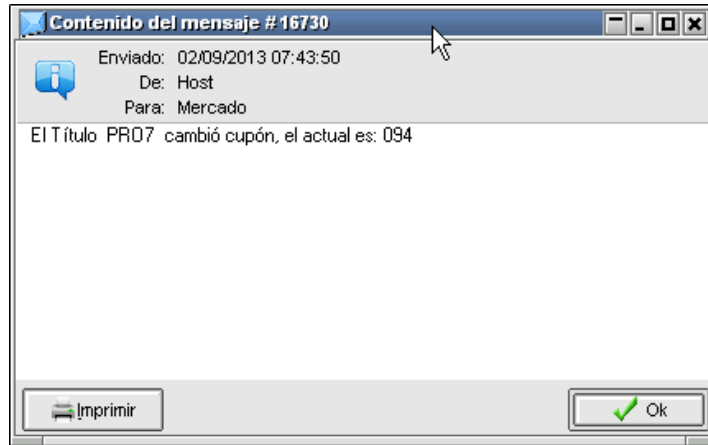 Contenido del mensaje # 16730
Enviado: 02/09/2013 07:43:50
De: Host
Para: Mercado
El Título PRO7 cambió cupón, el actual es: 094
Imprimir
Ok